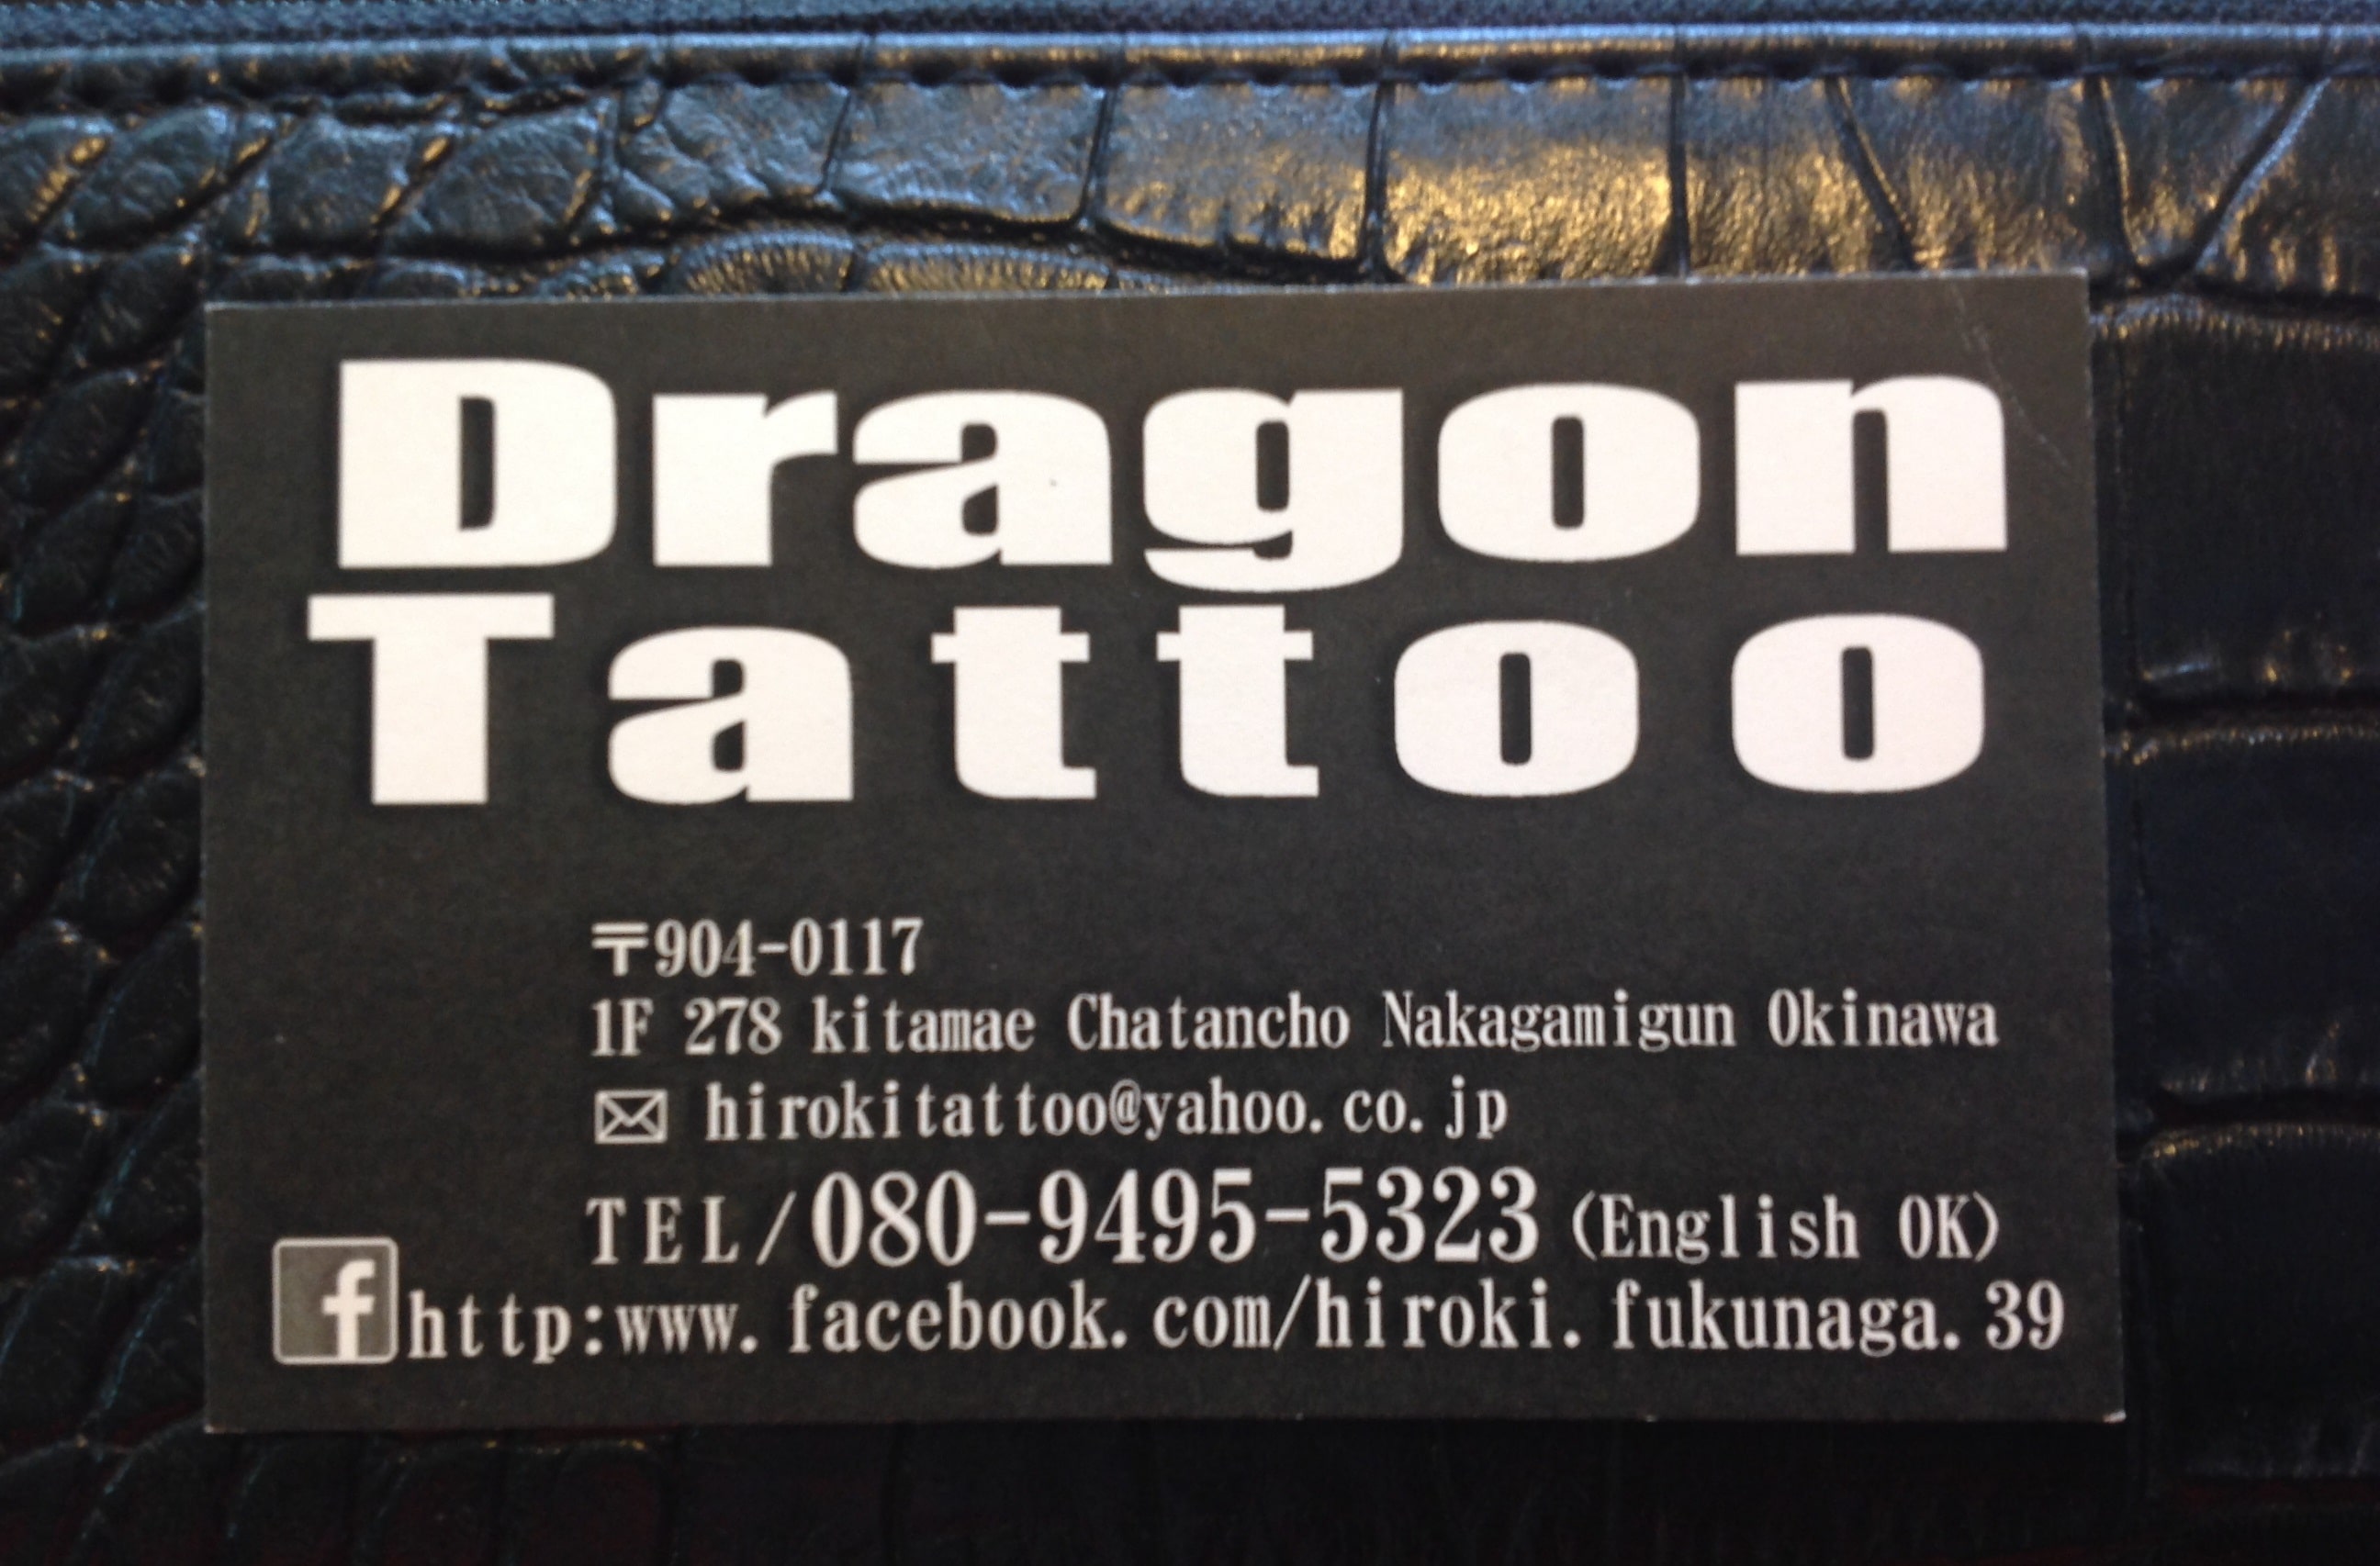 Dragon
Tattoo
〒904-0117
1F 278 kitamae Chatancho Nakagamigun Okinawa
hirokitattoo@yahoo.co.jp
TEL/080-9495-5323 (English OK)
f http:www.facebook.com/hiroki.fukunaga.39